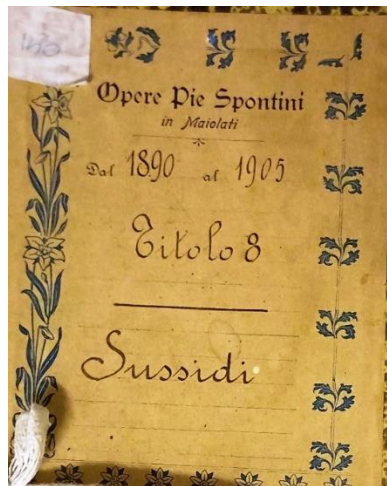 Opere Pie Spontini
in Maiolati
Dal 1890 al 1905
Titolo 8
Sussidi